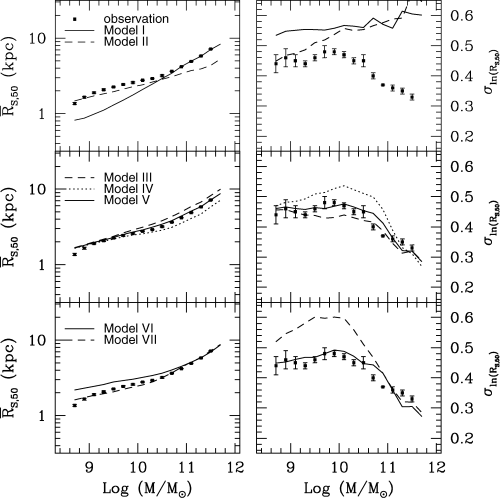 observation
Model I
Model II
10
1
R̄S,50 (kpc)
0.6
0.5
0.4
0.3
0.2
σln(RS,50)
Model III
Model IV
Model V
10
1
R̄S,50 (kpc)
0.6
0.5
0.4
0.3
0.2
σln(RS,50)
Model VI
Model VII
10
1
R̄S,50 (kpc)
0.6
0.5
0.4
0.3
0.2
σln(RS,50)
9 10 11 12
9 10 11 12
Log (M/M⊙)
Log (M/M⊙)